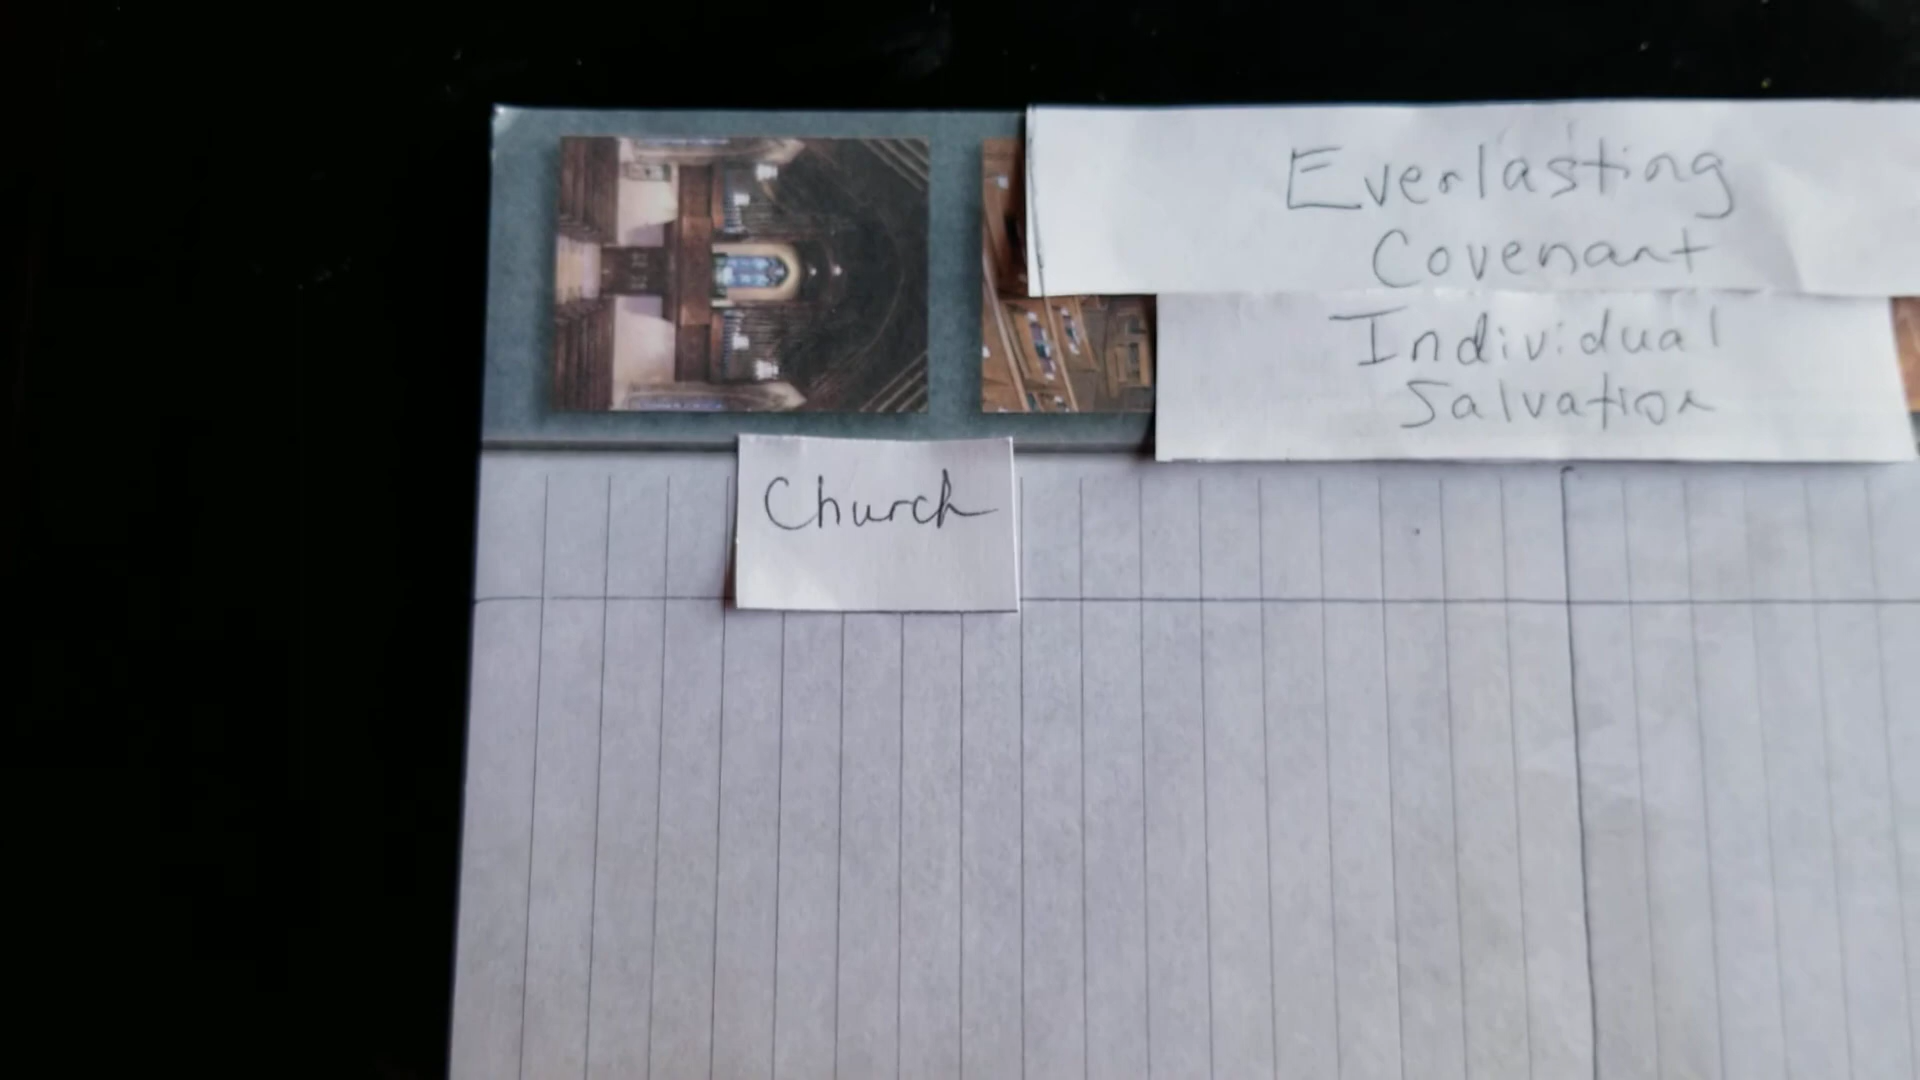 Everlasting
Covenant
Individual
Salvation
Church